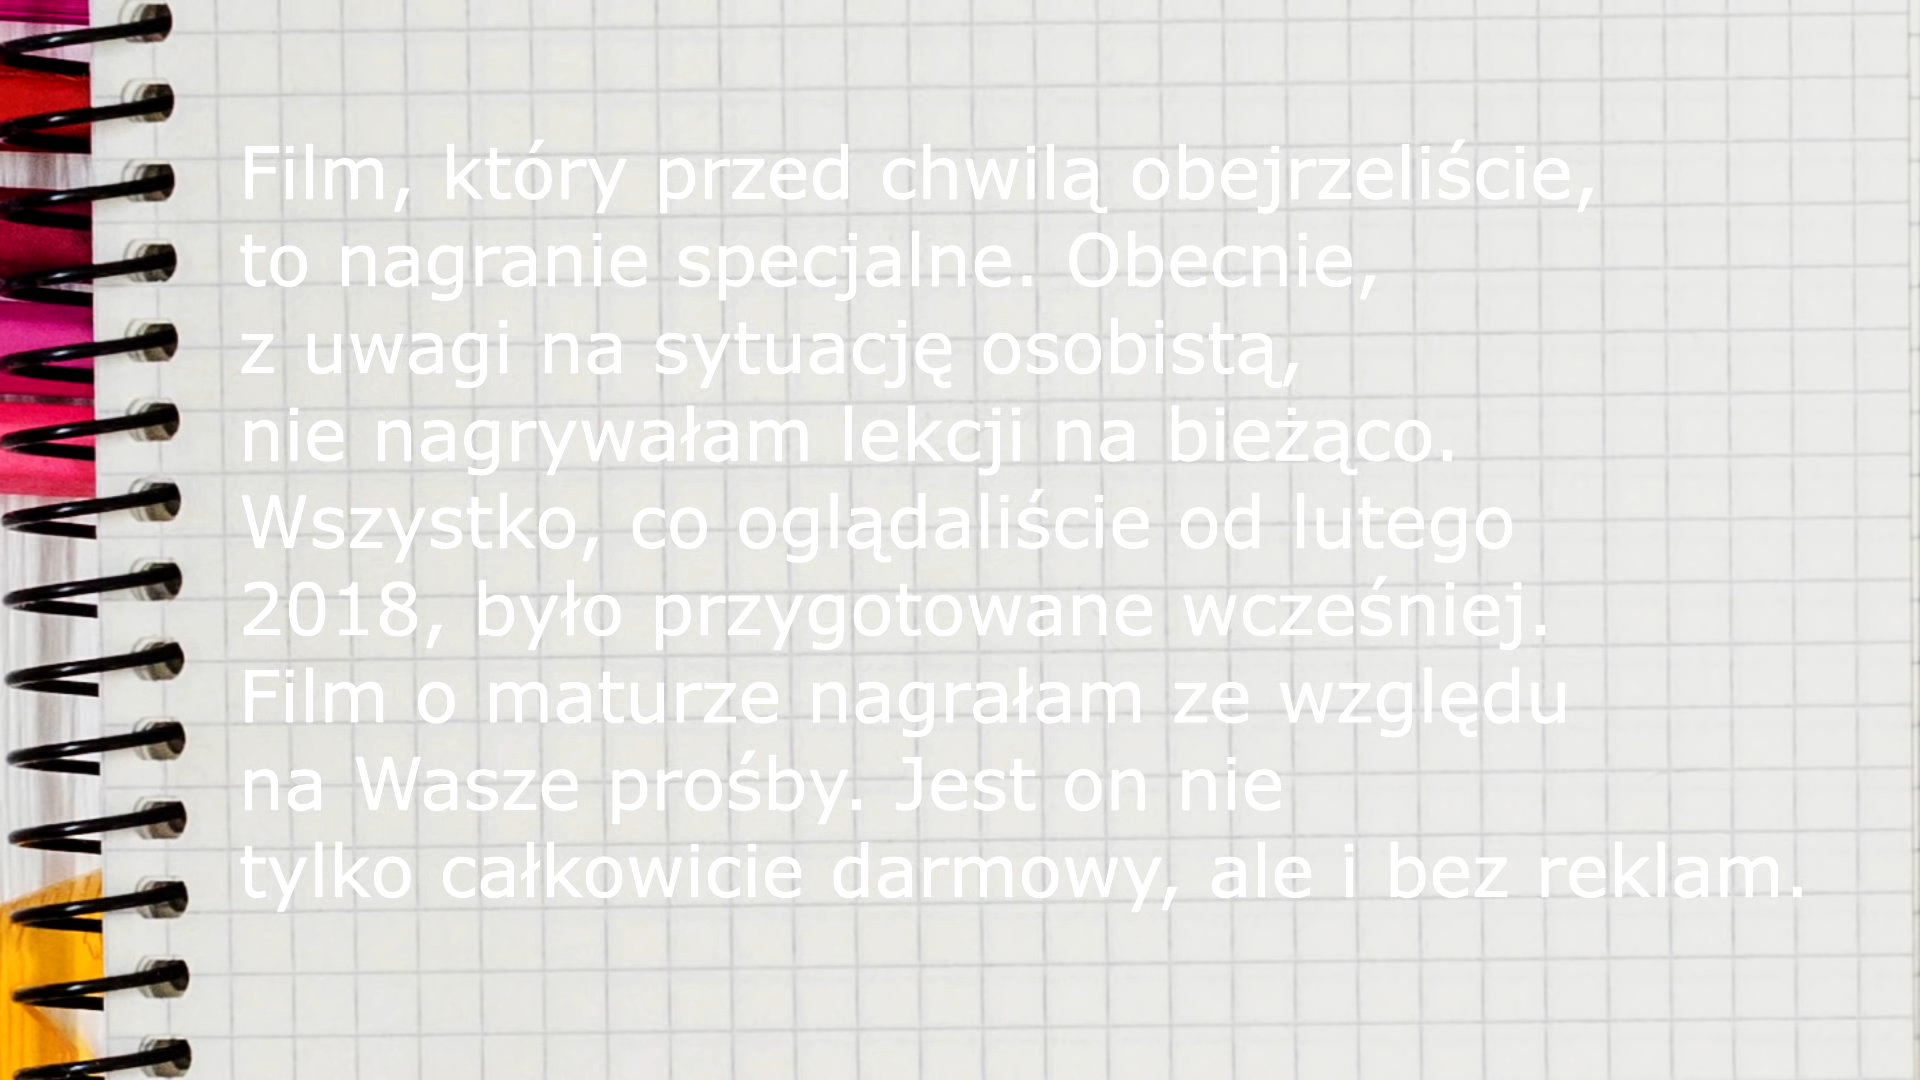 Film, który przed chwilą obejrzeliście,
to nagranie specjalne. Obecnie,
z uwagi na sytuację osobistą,
nie nagrywałam lekcji na bieżąco.
Wszystko, co oglądaliście od lutego
2018, było przygotowane wcześniej.
Film o maturze nagrałam ze względu
na Wasze prośby. Jest on nie
tylko całkowicie darmowy, ale i bez reklam.